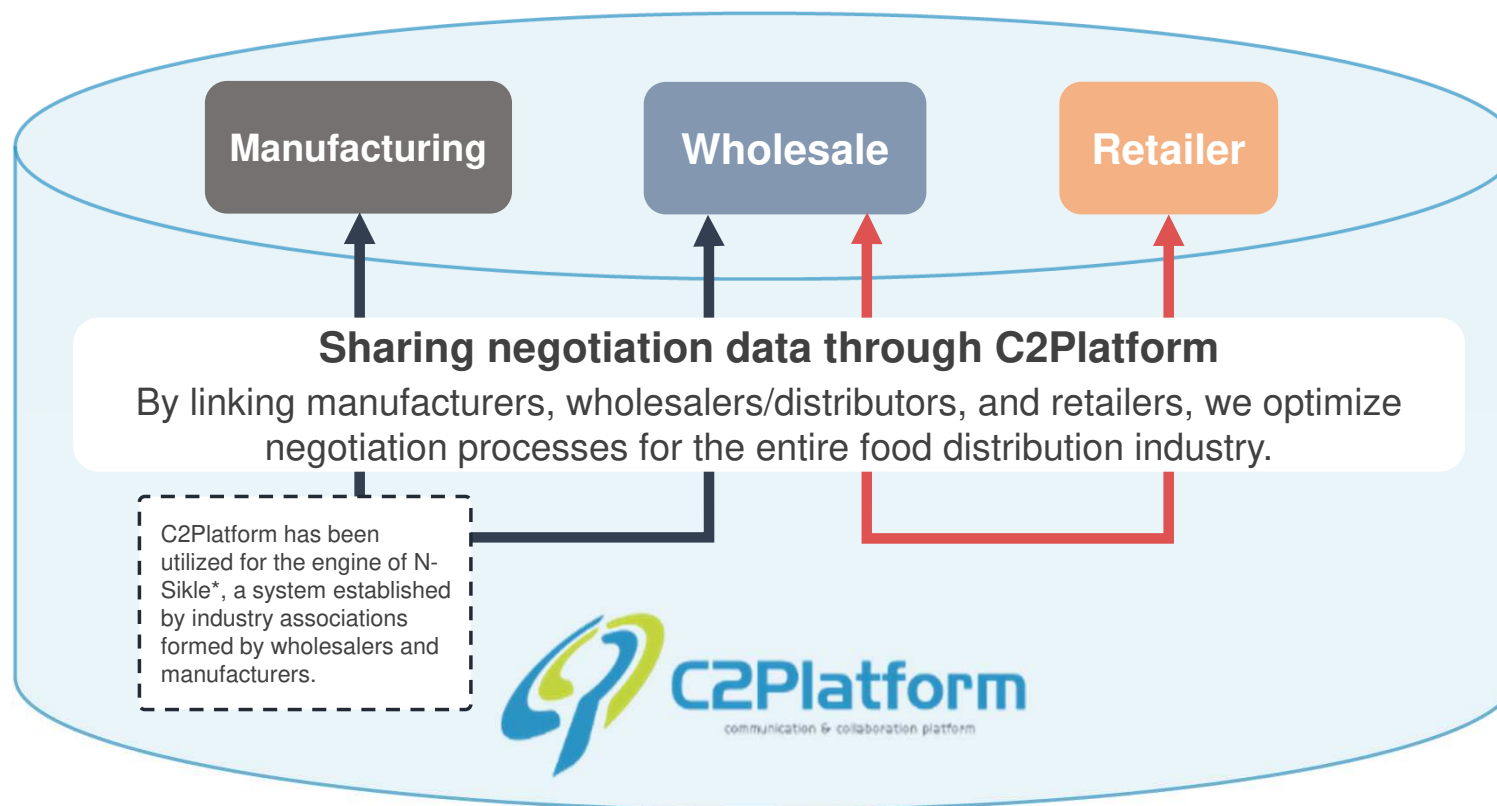 Manufacturing
Wholesale
Retailer
Sharing negotiation data through C2Platform
By linking manufacturers, wholesalers/distributors, and retailers, we optimize
negotiation processes for the entire food distribution industry.
C2Platform has been
utilized for the engine of N-
Sikle*, a system established
by industry associations
formed by wholesalers and
manufacturers.
C2Platform
communication & collaboration platform